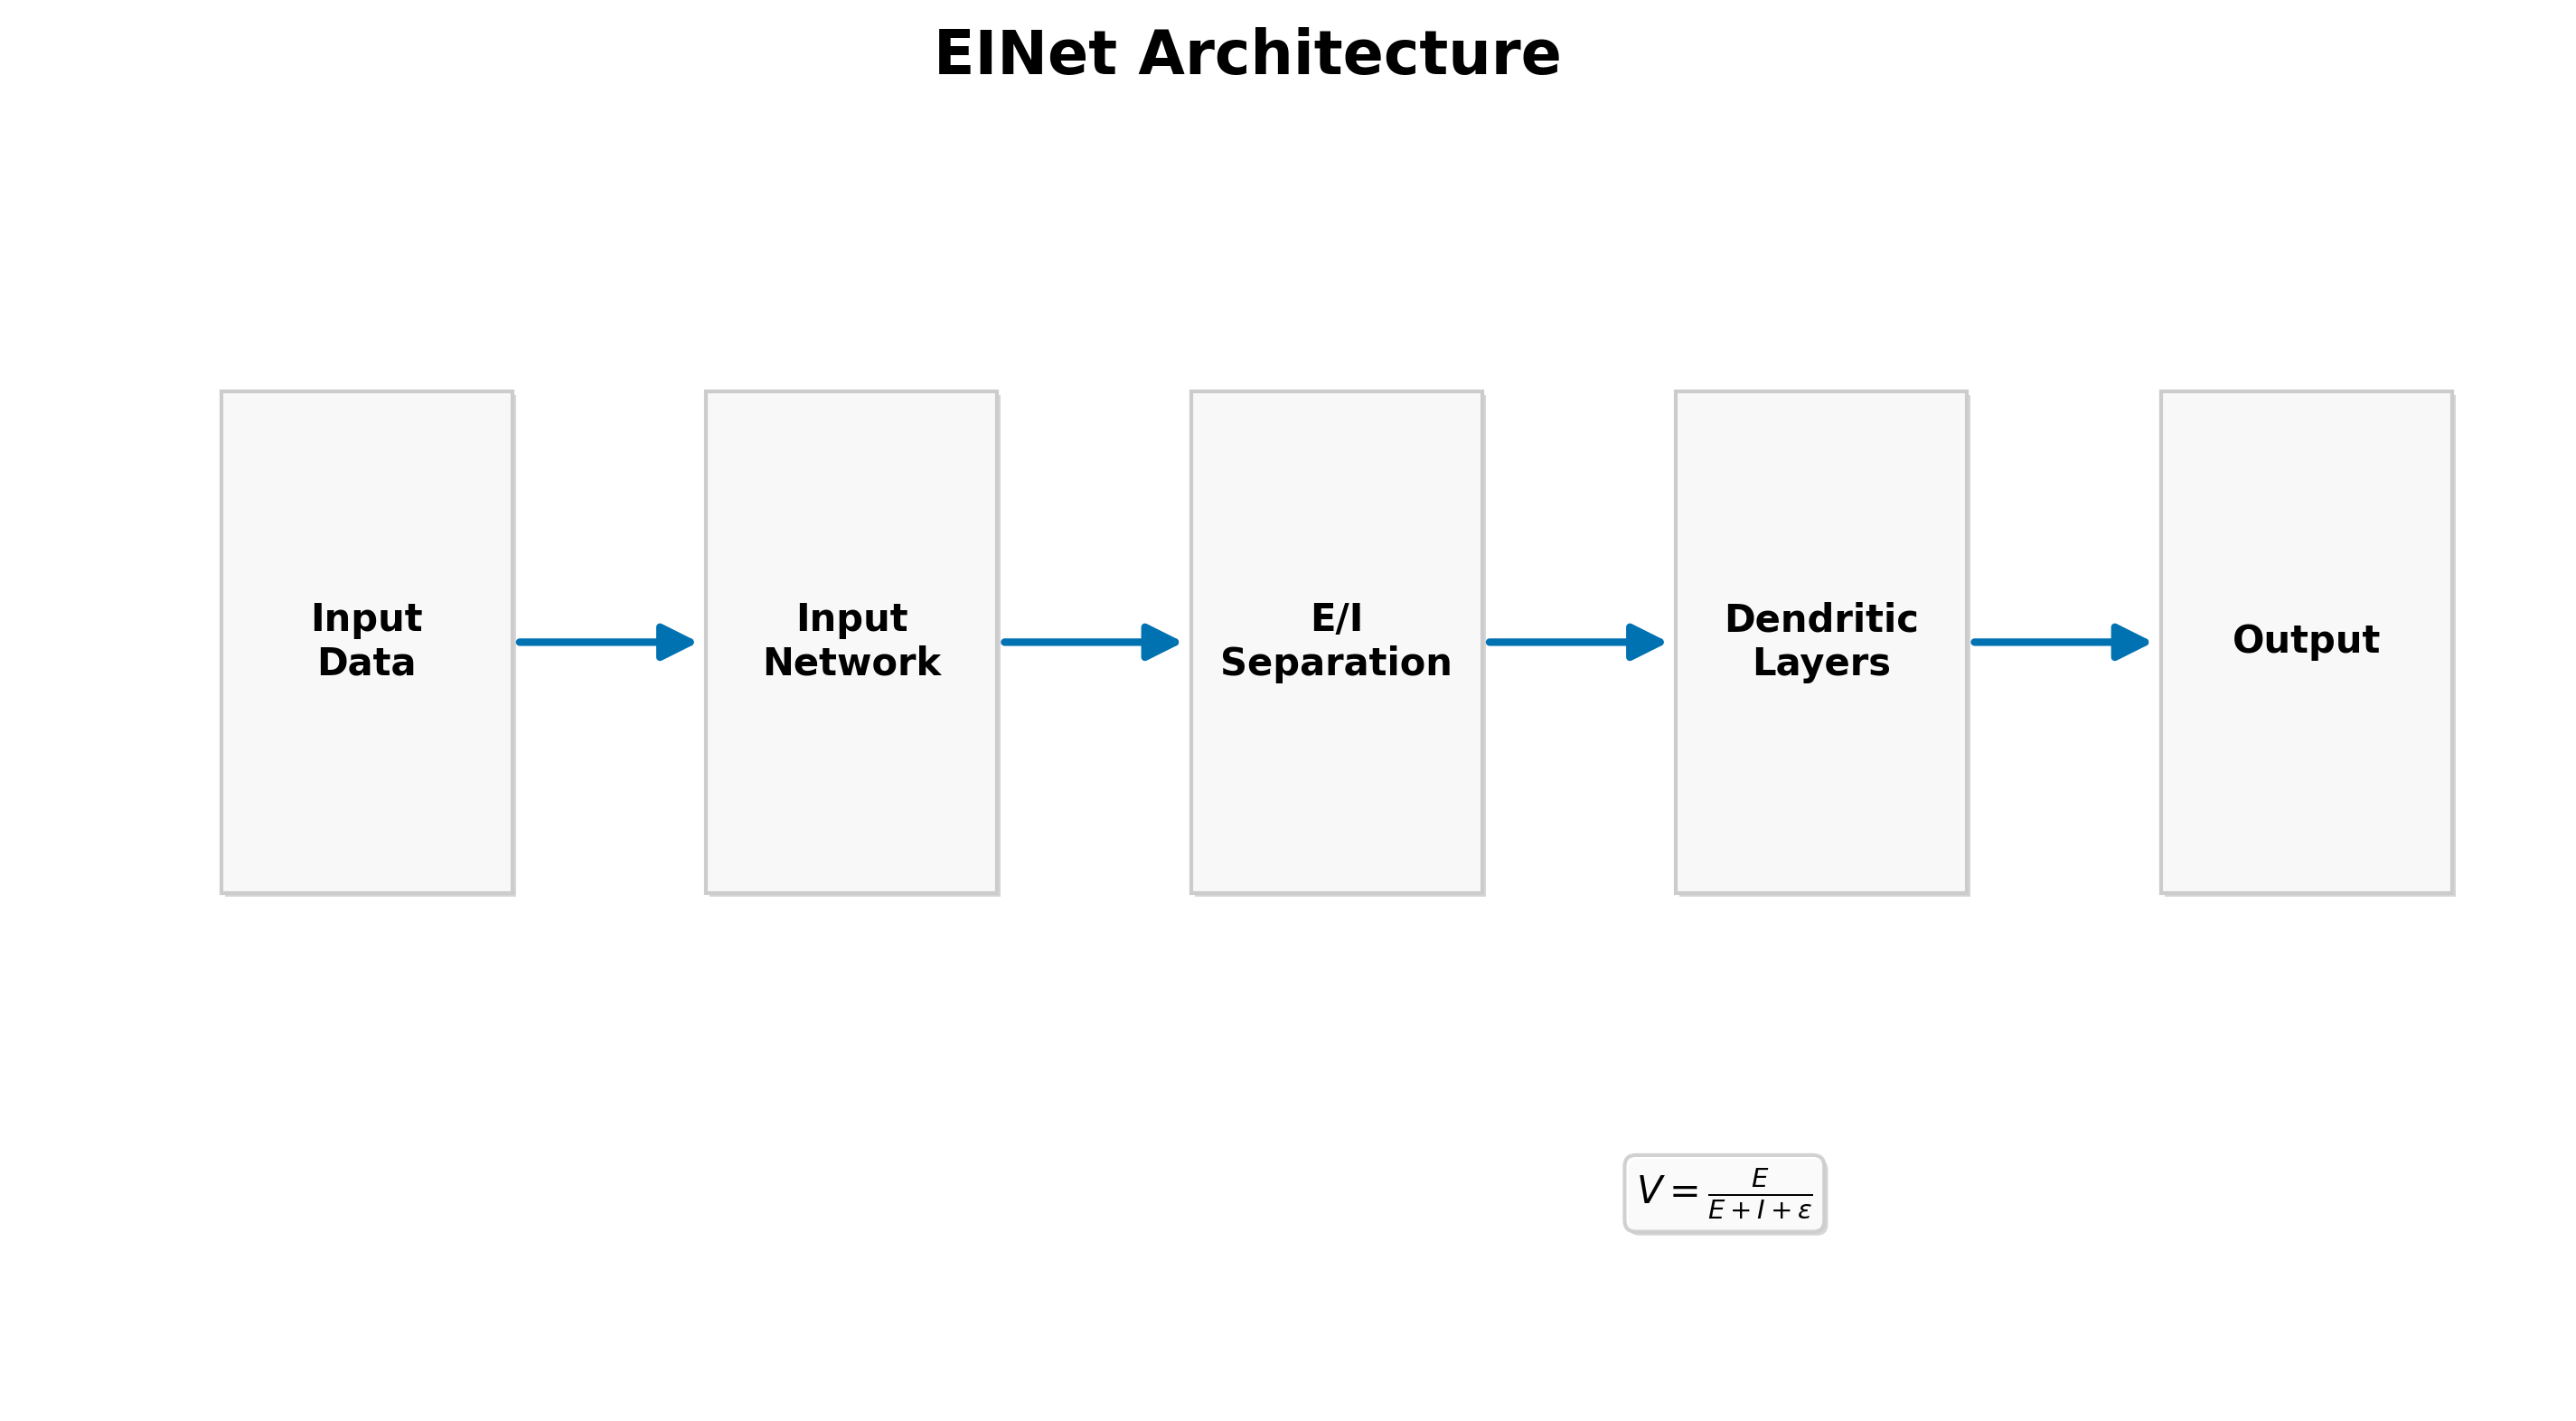 EINet Architecture
Input
Data
Input
Network
E/I
Separation
Dendritic
Layers
Output
V = E / (E + I + ε)